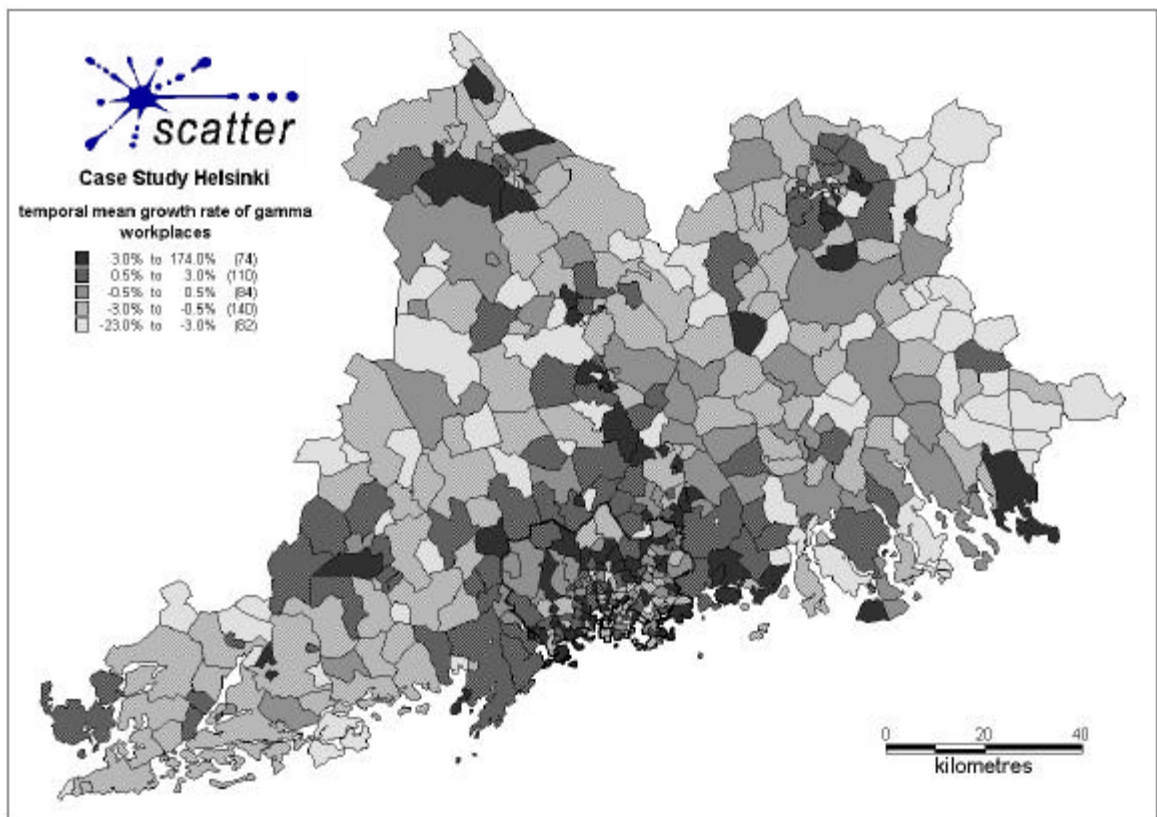 scatter
Case Study Helsinki
temporal mean growth rate of gamma
workplaces
3.0% to 174.0% (74)
0.5% to 3.0% (110)
-0.5% to 0.5% (84)
-3.0% to -0.5% (140)
-23.0% to -3.0% (82)
0 20 40
kilometres